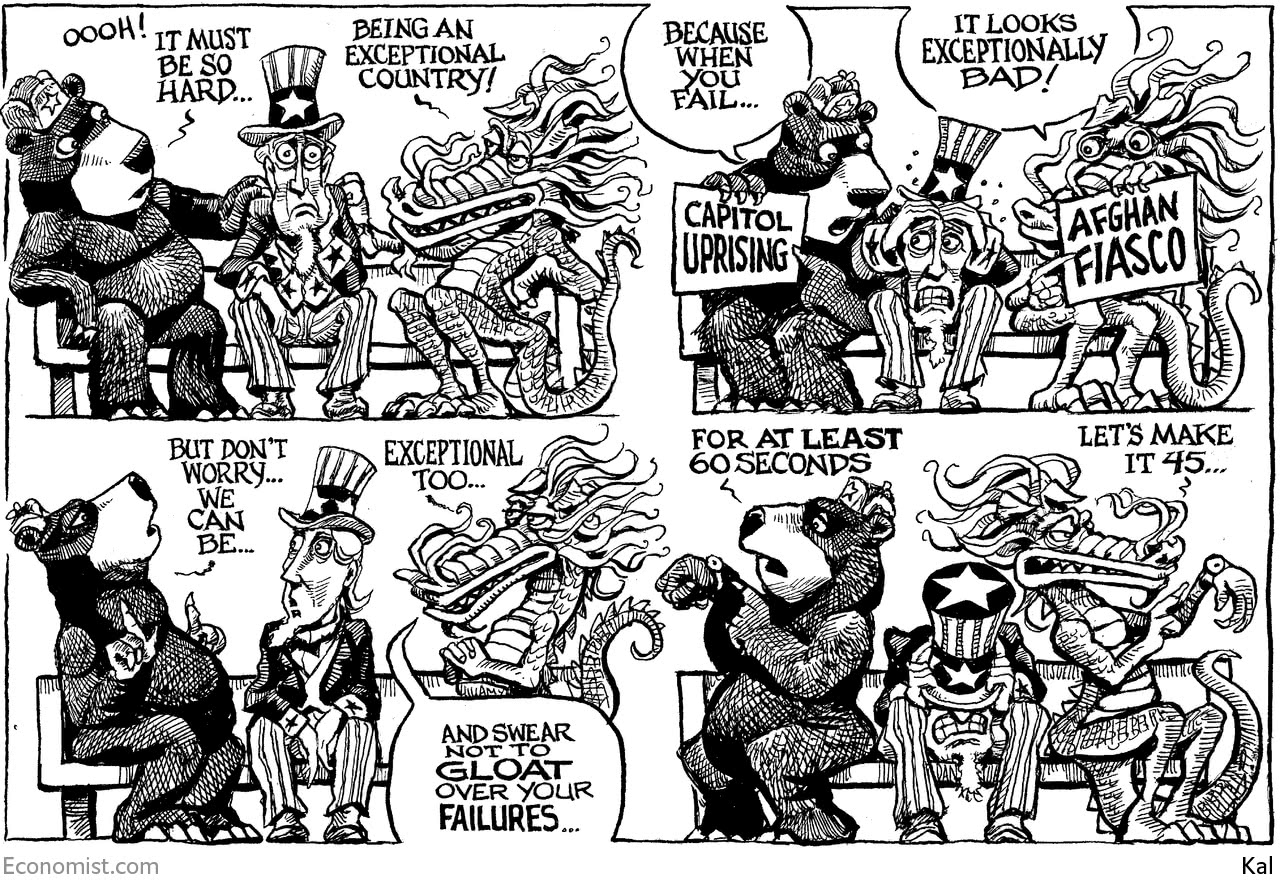 OOOH!
IT MUST
BE SO
HARD...
BEING AN
EXCEPTIONAL
COUNTRY!
BECAUSE
WHEN
YOU
FAIL...
IT LOOKS
EXCEPTIONALLY
BAD!
CAPITOL
UPRISING
AFGHAN
FIASCO
BUT DON'T
WORRY...
WE
CAN
BE...
EXCEPTIONAL
TOO...
AND SWEAR
NOT TO
GLOAT
OVER YOUR
FAILURES...
FOR AT LEAST
60 SECONDS
LET'S MAKE
IT 45...
Economist.com
Kal